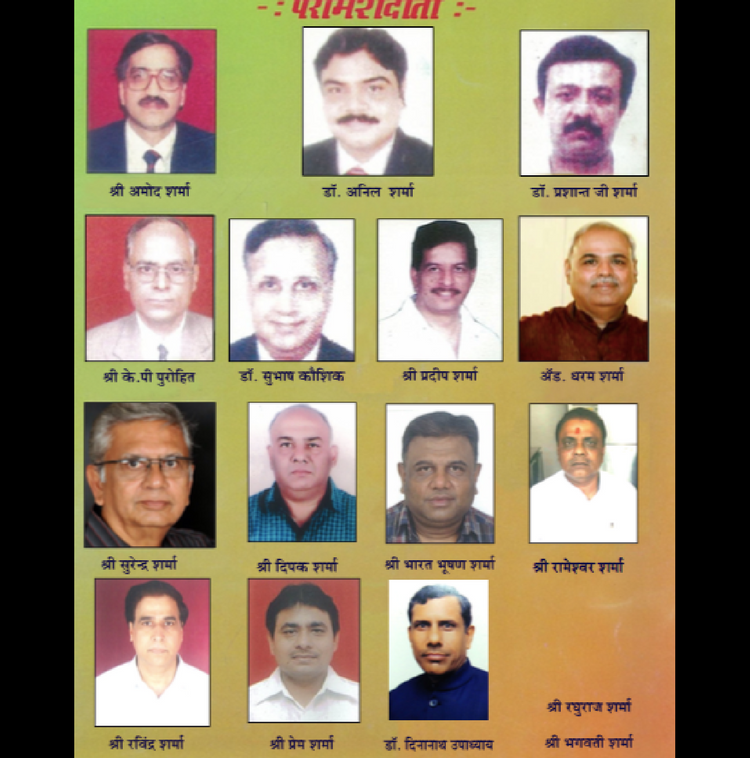 -: परामर्शदाता :-
श्री अमोद शर्मा
डॉ. अनिल शर्मा
डॉ. प्रशान्त जी शर्मा
श्री के.पी पुरोहित
डॉ. सुभाष कौशिक
श्री प्रदीप शर्मा
ॲड. धरम शर्मा
श्री सुरेन्द्र शर्मा
श्री दिपक शर्मा
श्री भारत भूषण शर्मा
श्री रामेश्वर शर्मा
श्री रविंद्र शर्मा
श्री प्रेम शर्मा
डॉ. दिनानाथ उपाध्याय
श्री रघुराज शर्मा
श्री भगवती शर्मा